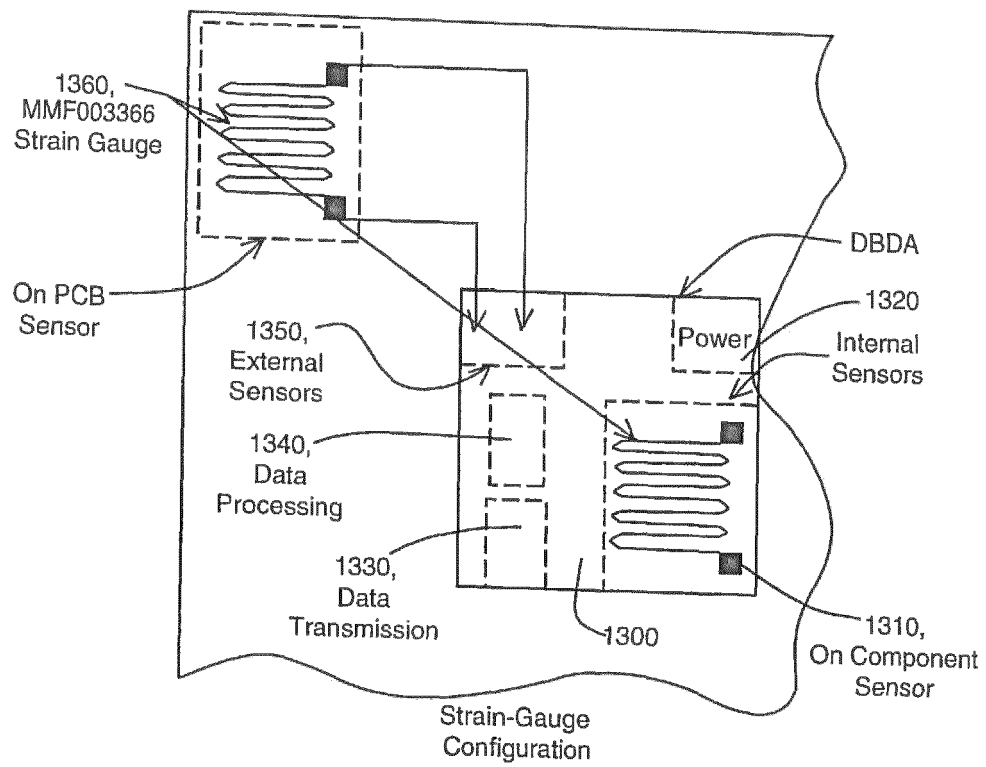 1360,
MMF003366
Strain Gauge
DBDA
On PCB
Sensor
1320
Power
1350,
External
Sensors
Internal
Sensors
1340,
Data
Processing
1330,
Data
Transmission
1300
1310,
On Component
Sensor
Strain-Gauge
Configuration